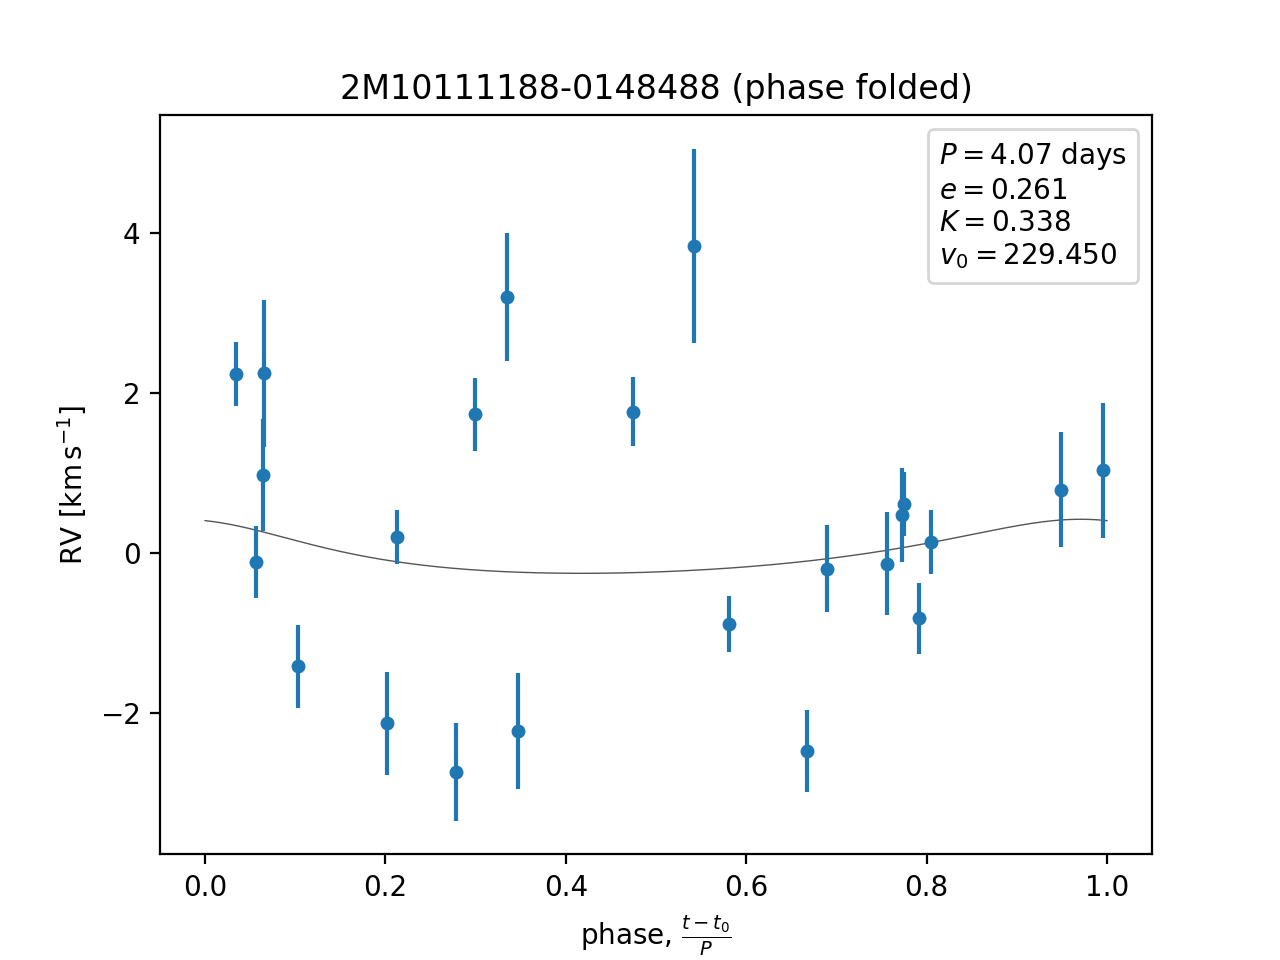 2M10111188-0148488 (phase folded)
P = 4.07 days
e = 0.261
K = 0.338
v₀ = 229.450
RV [km s⁻¹]
4
2
0
−2
0.0 0.2 0.4 0.6 0.8 1.0
phase, (t − t₀)/P